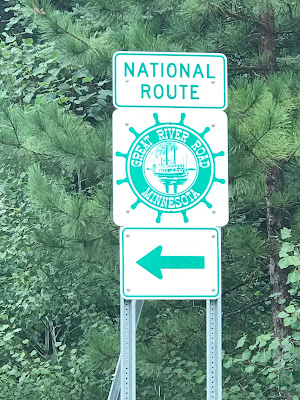 NATIONAL
ROUTE
GREAT RIVER ROAD
MINNESOTA